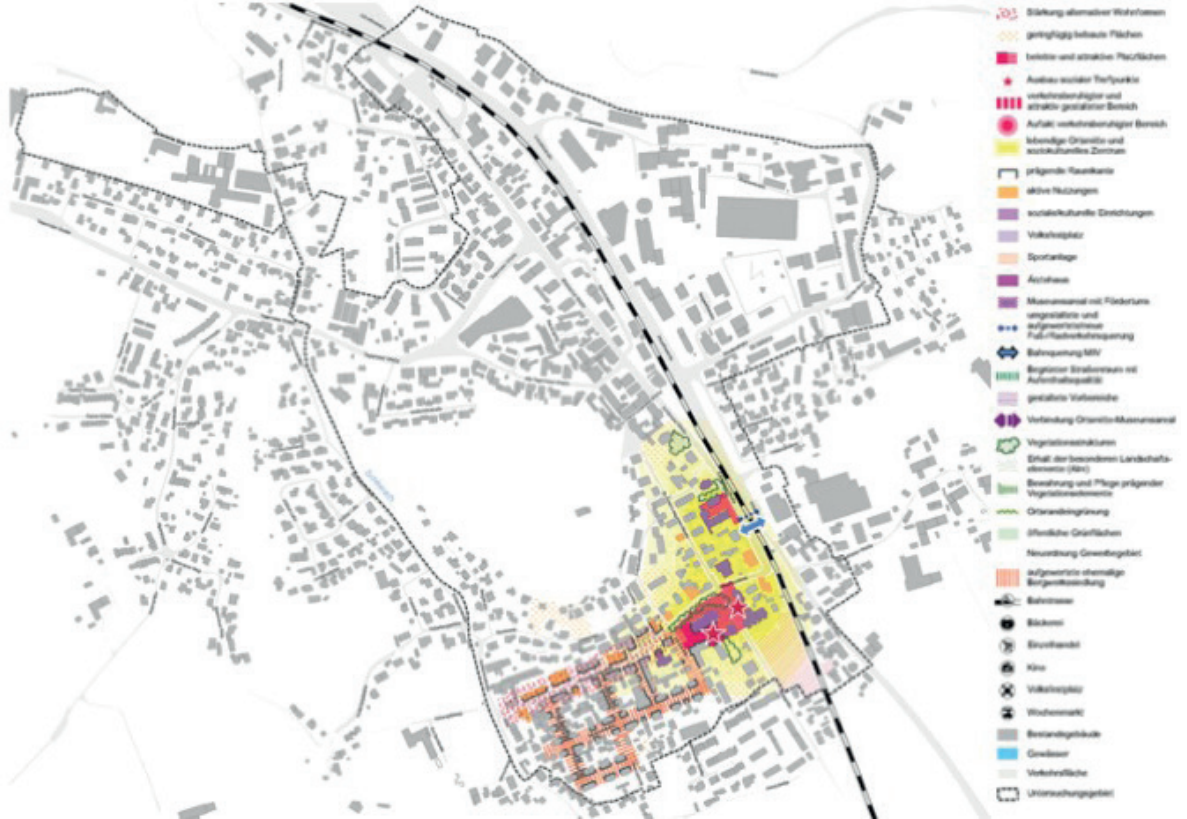 Stärkung alternativer Wohnformen
geringfügig bebaute Flächen
belebte und attraktive Platzflächen
Ausbau sozialer Treffpunkte
verkehrsberuhigter und
attraktiv gestalteter Bereich
Auftakt verkehrsberuhigter Bereich
lebendige Ortsmitte und
soziokulturelles Zentrum
prägende Raumkante
aktive Nutzungen
soziale/kulturelle Einrichtungen
Volksfestplatz
Sportanlage
Ärztehaus
Museumsareal mit Förderturm
umgestaltete und
aufgewertete/neue
Fuß-/Radverkehrsquerung
Bahnquerung MIV
Begrünter Straßenraum mit
Aufenthaltsqualität
gestaltete Vorbereiche
Verbindung Ortsmitte-Museumsareal
Vegetationsstrukturen
Erhalt der besonderen Landschafts-
elemente (Alm)
Bewahrung und Pflege prägender
Vegetationselemente
Ortsrandeingrünung
öffentliche Grünflächen
Neuordnung Gewerbegebiet
aufgewertete ehemalige
Bergwerkssiedlung
Bahntrasse
Bäckerei
Einzelhandel
Kino
Volksfestplatz
Wochenmarkt
Bestandsgebäude
Gewässer
Verkehrsfläche
Untersuchungsgebiet